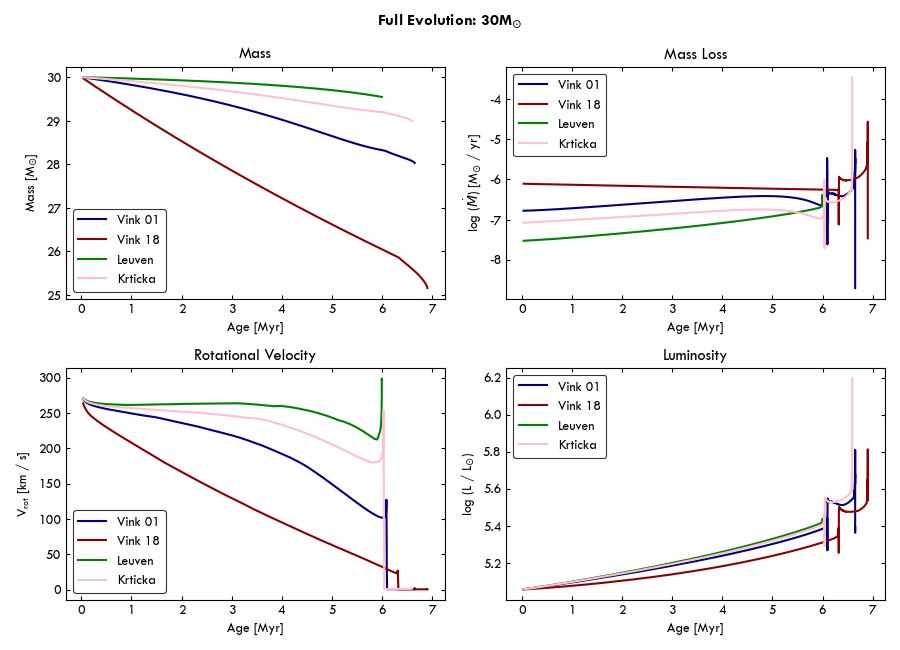 Full Evolution: 30M⊙
Mass
Mass [M⊙]
30
29
28
27
26
25
Vink 01
Vink 18
Leuven
Krticka
0 1 2 3 4 5 6 7
Age [Myr]
Mass Loss
log (Ṁ) [M⊙ / yr]
-4
-5
-6
-7
-8
Vink 01
Vink 18
Leuven
Krticka
0 1 2 3 4 5 6 7
Age [Myr]
Rotational Velocity
V_rot [km / s]
300
250
200
150
100
50
0
Vink 01
Vink 18
Leuven
Krticka
0 1 2 3 4 5 6 7
Age [Myr]
Luminosity
log (L / L⊙)
6.2
6.0
5.8
5.6
5.4
5.2
Vink 01
Vink 18
Leuven
Krticka
0 1 2 3 4 5 6 7
Age [Myr]